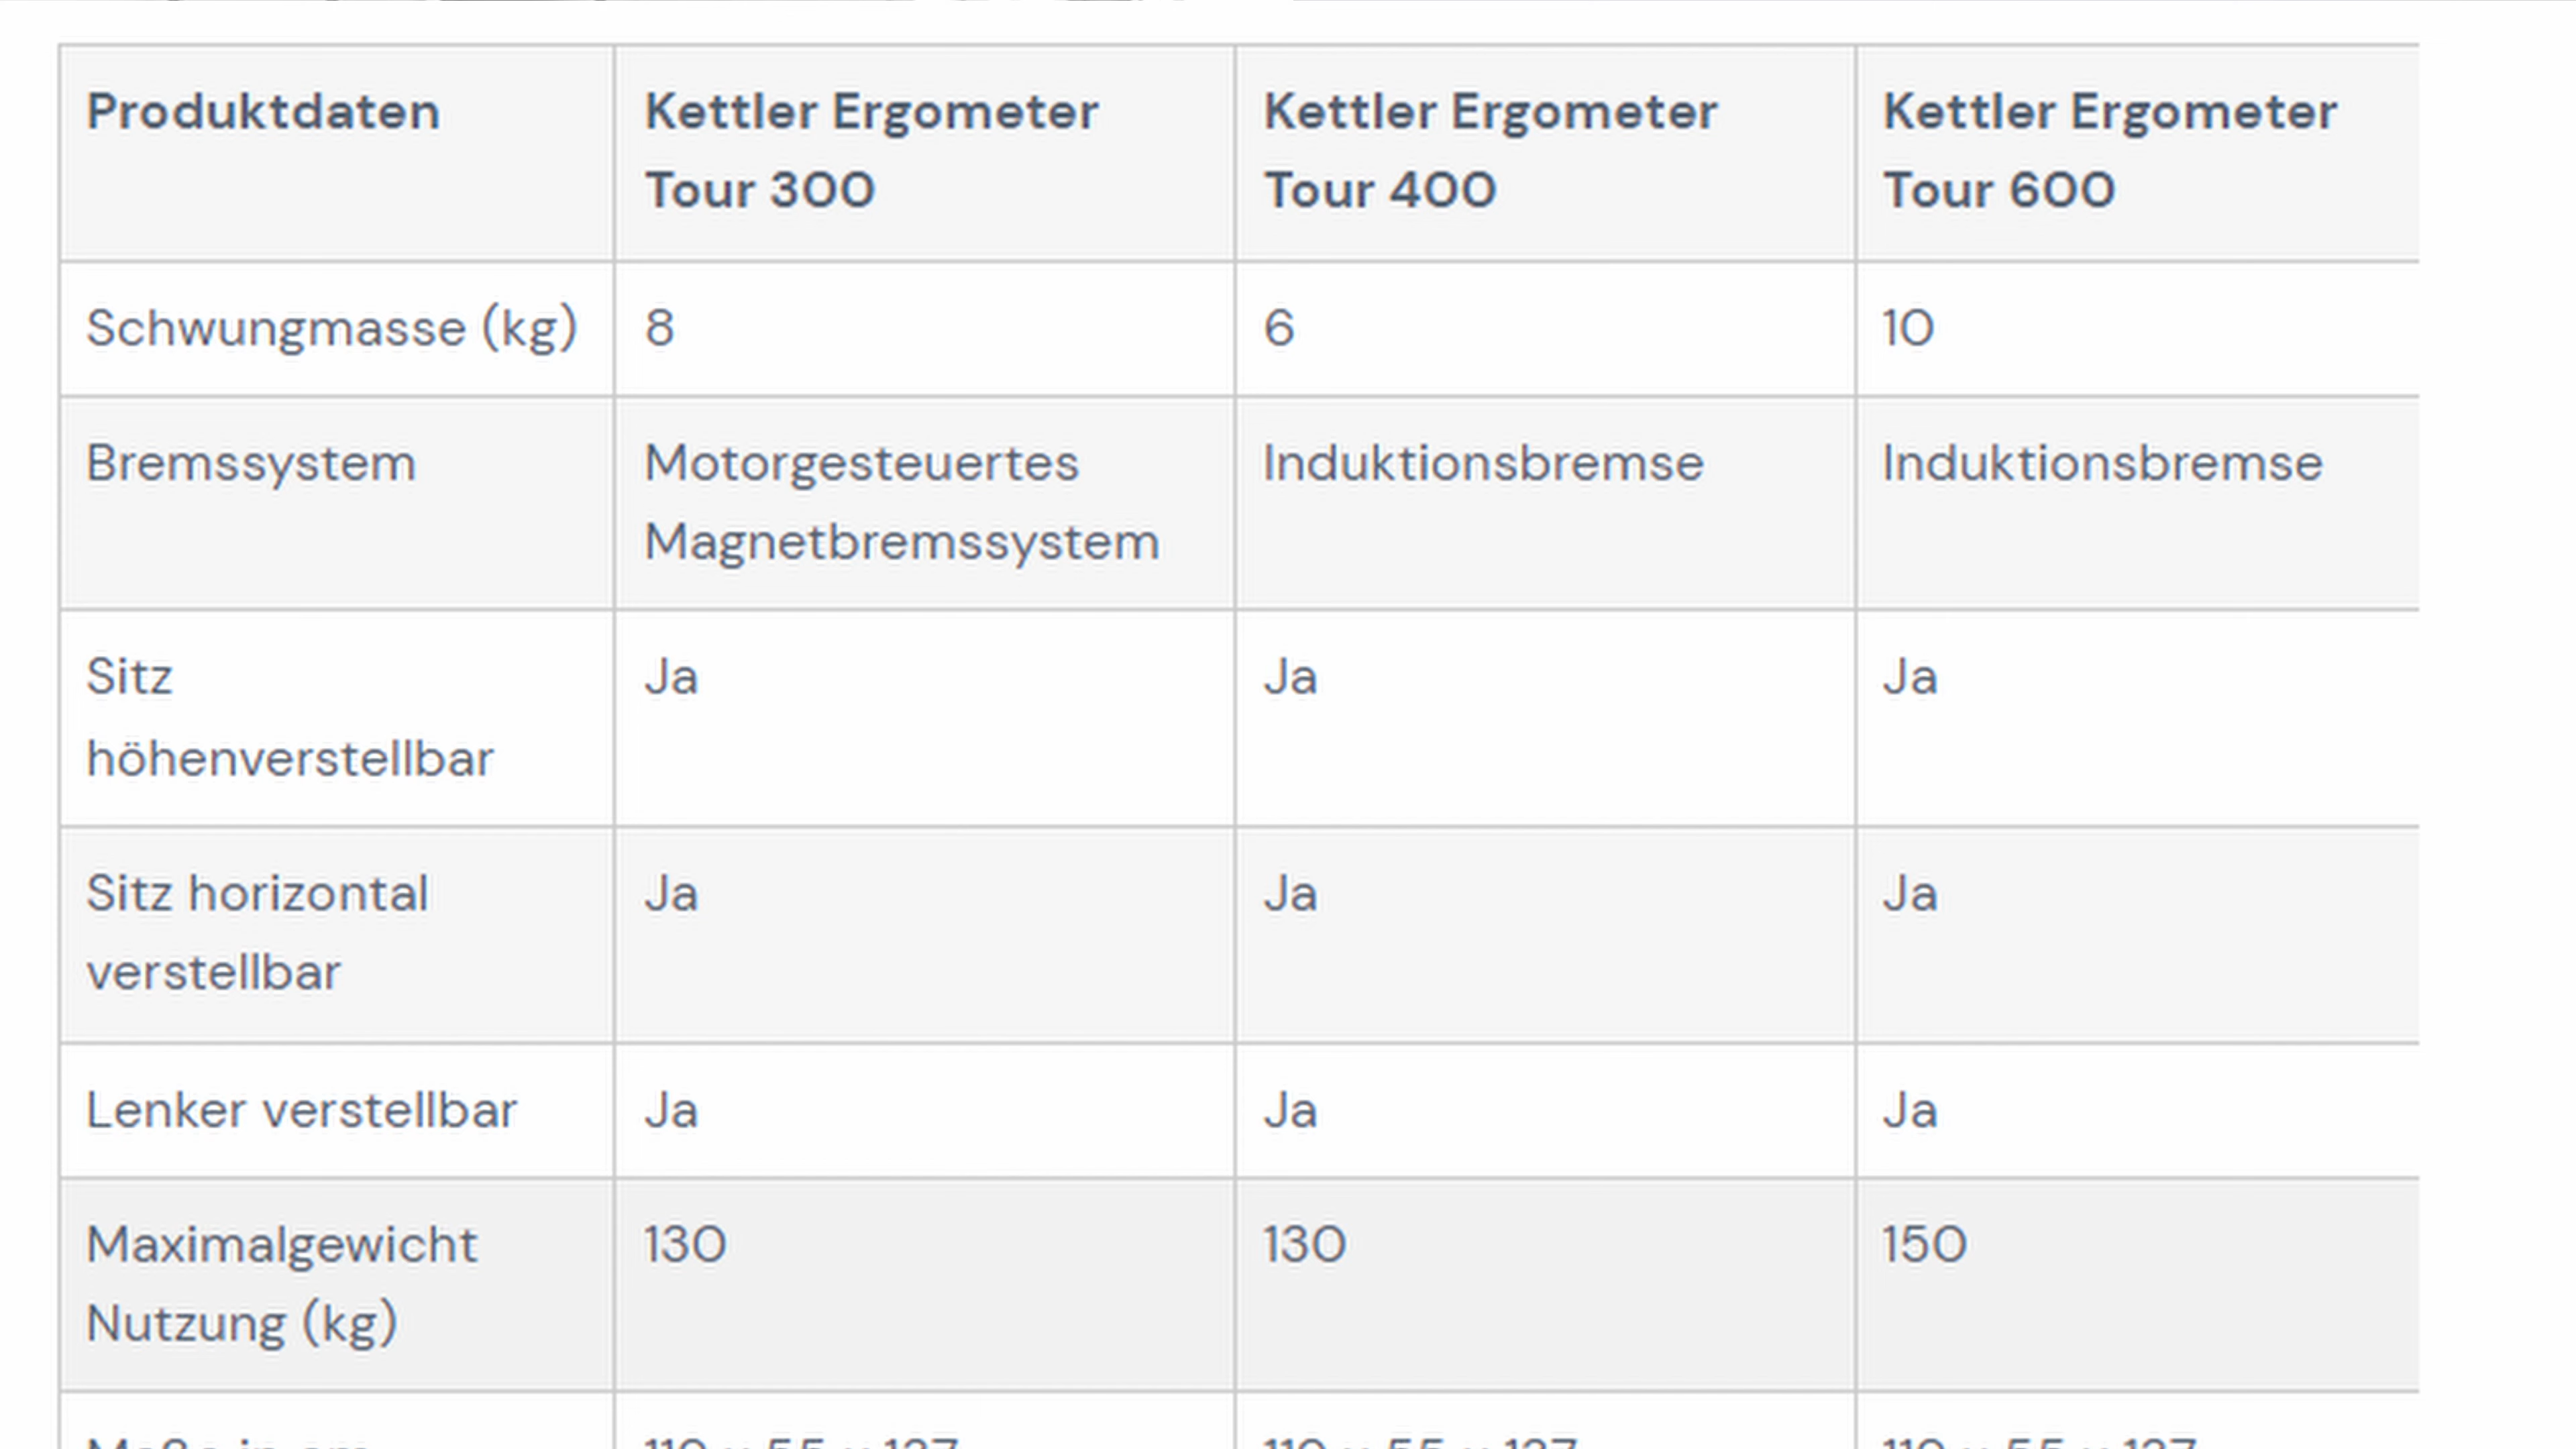 Produktdaten
Kettler Ergometer
Tour 300
Kettler Ergometer
Tour 400
Kettler Ergometer
Tour 600
Schwungmasse (kg)
8
6
10
Bremssystem
Motorgesteuertes
Magnetbremssystem
Induktionsbremse
Induktionsbremse
Sitz
höhenverstellbar
Ja
Ja
Ja
Sitz horizontal
verstellbar
Ja
Ja
Ja
Lenker verstellbar
Ja
Ja
Ja
Maximalgewicht
Nutzung (kg)
130
130
150